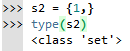 >>> s2 = {1,}
>>> type(s2)
<class 'set'>